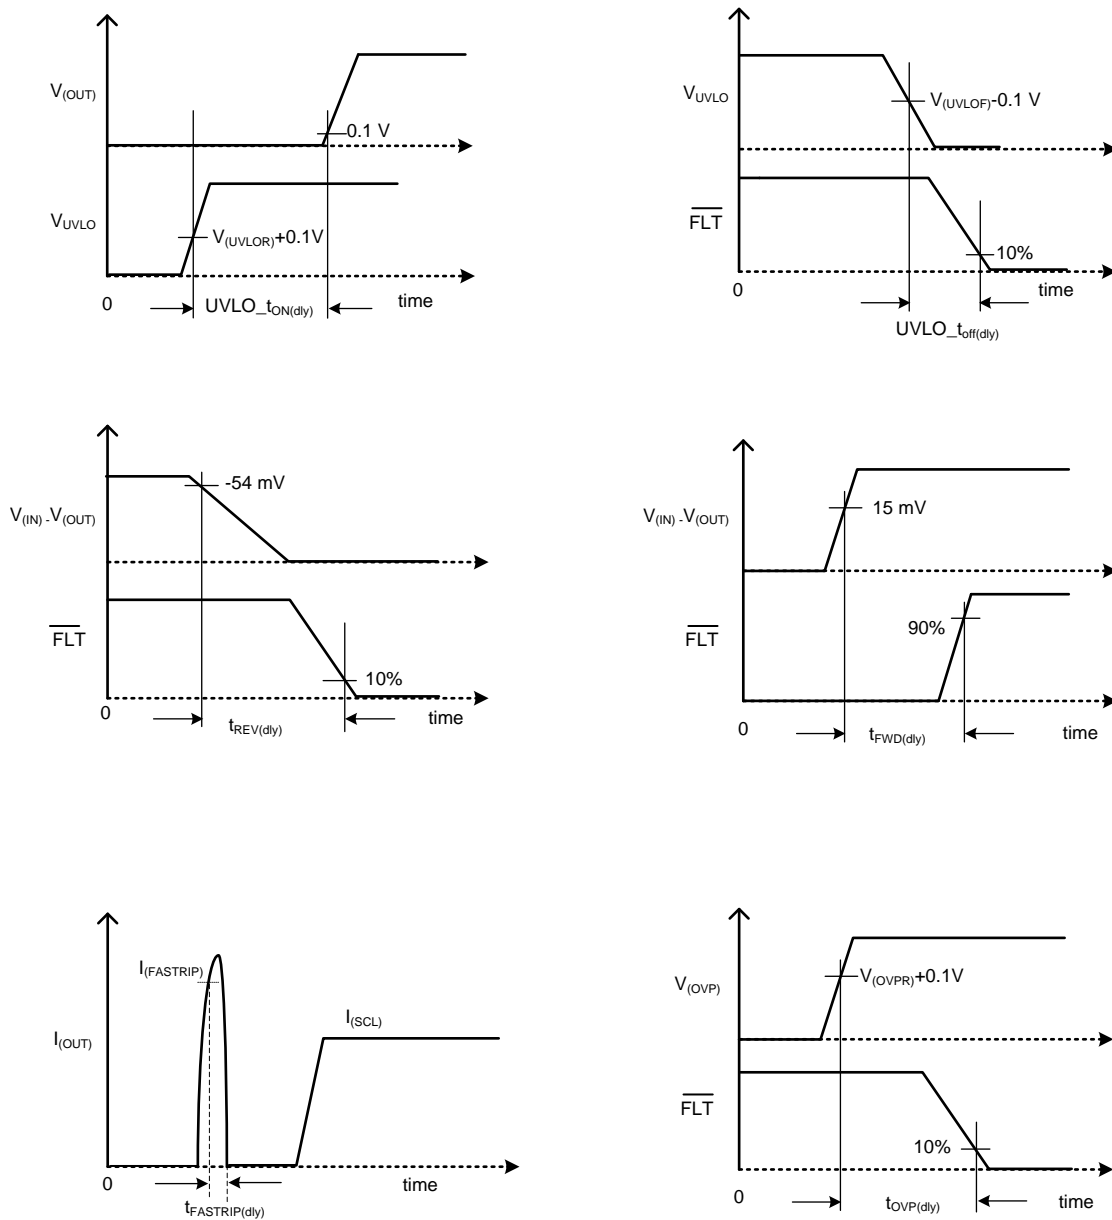 V(OUT)
0.1 V
VUVLO
V(UVLOR)+0.1V
0
UVLO_tON(dly)
time
VUVLO
V(UVLOF)-0.1 V
FLT
10%
0
time
UVLO_toff(dly)
-54 mV
V(IN) -V(OUT)
FLT
10%
0
tREV(dly)
time
V(IN) -V(OUT)
15 mV
90%
FLT
0
tFWD(dly)
time
I(FASTRIP)
I(SCL)
I(OUT)
0
time
tFASTRIP(dly)
V(OVP)
V(OVPR)+0.1V
FLT
10%
0
tOVP(dly)
time